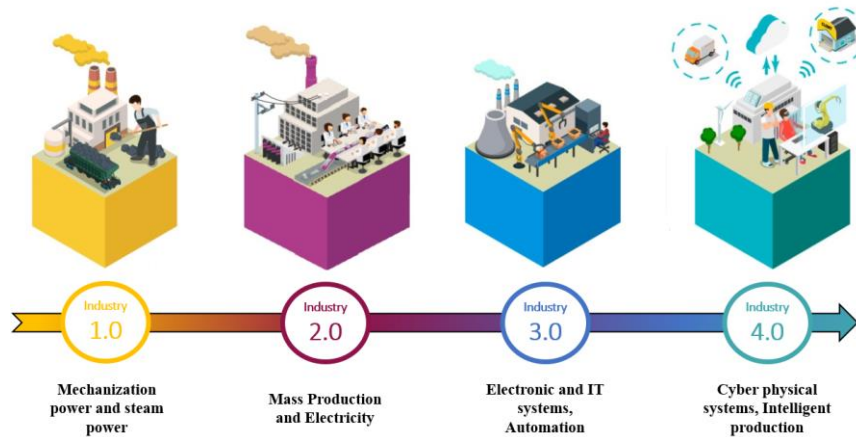 Industry
1.0
Industry
2.0
Industry
3.0
Industry
4.0
Mechanization
power and steam
power
Mass Production
and Electricity
Electronic and IT
systems,
Automation
Cyber physical
systems, Intelligent
production